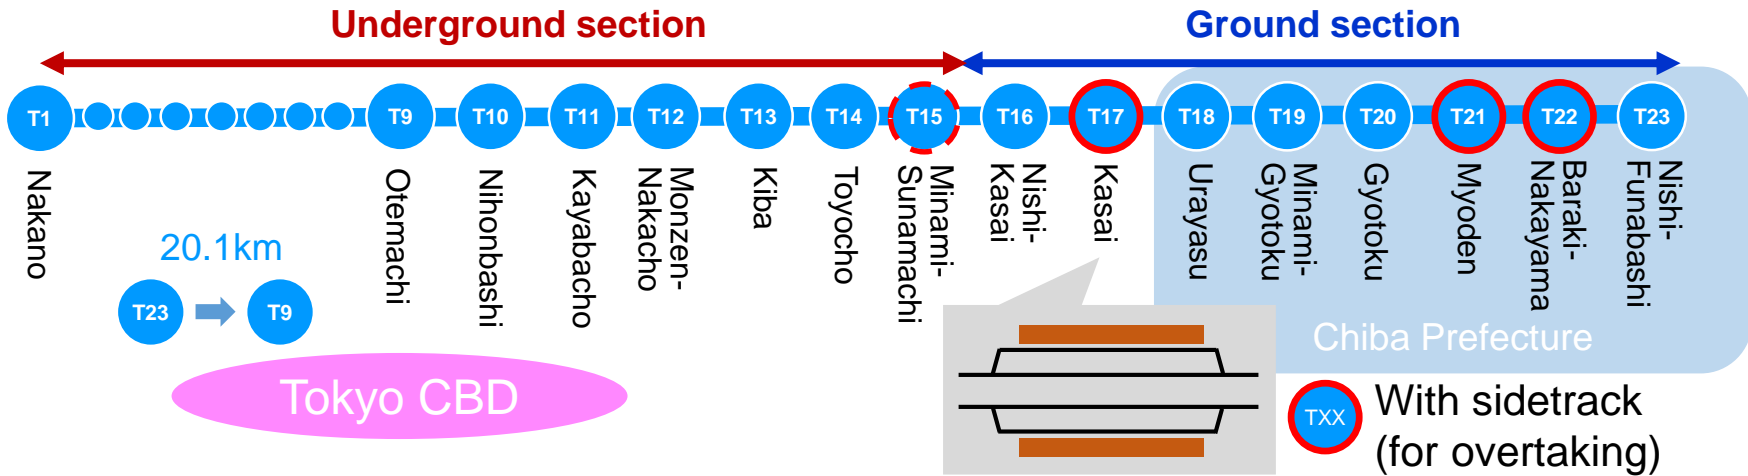 Underground section
Ground section
T1
T9
T10
T11
T12
T13
T14
T15
T16
T17
T18
T19
T20
T21
T22
T23
Nakano
Otemachi
Nihonbashi
Kayabacho
Monzen-
Nakacho
Kiba
Toyocho
Minami-
Sunamachi
Nishi-
Kasai
Kasai
Urayasu
Minami-
Gyotoku
Gyotoku
Myoden
Baraki-
Nakayama
Nishi-
Funabashi
20.1km
T23
T9
Tokyo CBD
Chiba Prefecture
TXX
With sidetrack
(for overtaking)